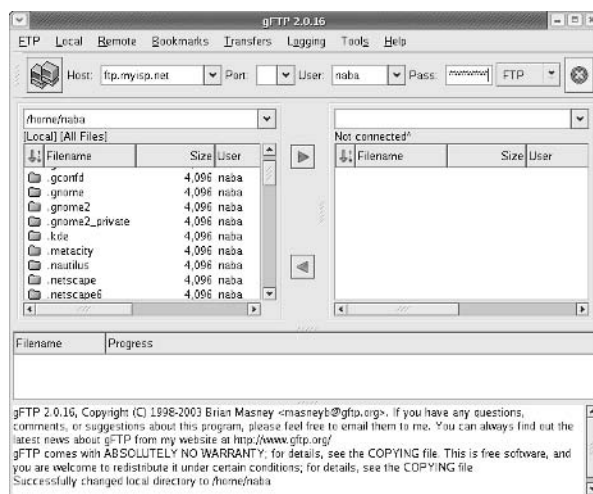 gFTP 2.0.16
FTP Local Remote Bookmarks Transfers Logging Tools Help
Host: ftp.myisp.net Port: User: naba Pass: ********* FTP
/home/naba
[Local] [All Files]
Not connected^
Filename Size User
Filename Size User
.gconfd 4,096 naba
.gnome 4,096 naba
.gnome2 4,096 naba
.gnome2_private 4,096 naba
.kde 4,096 naba
.metacity 4,096 naba
.nautilus 4,096 naba
.netscape 4,096 naba
.netscape6 4,096 naba
Filename Progress
gFTP 2.0.16, Copyright (C) 1998-2003 Brian Masney <masneyb@gftp.org>. If you have any questions,
comments, or suggestions about this program, please feel free to email them to me. You can always find out the
latest news about gFTP from my website at http://www.gftp.org/
gFTP comes with ABSOLUTELY NO WARRANTY; for details, see the COPYING file. This is free software, and
you are welcome to redistribute it under certain conditions; for details, see the COPYING file
Successfully changed local directory to /home/naba